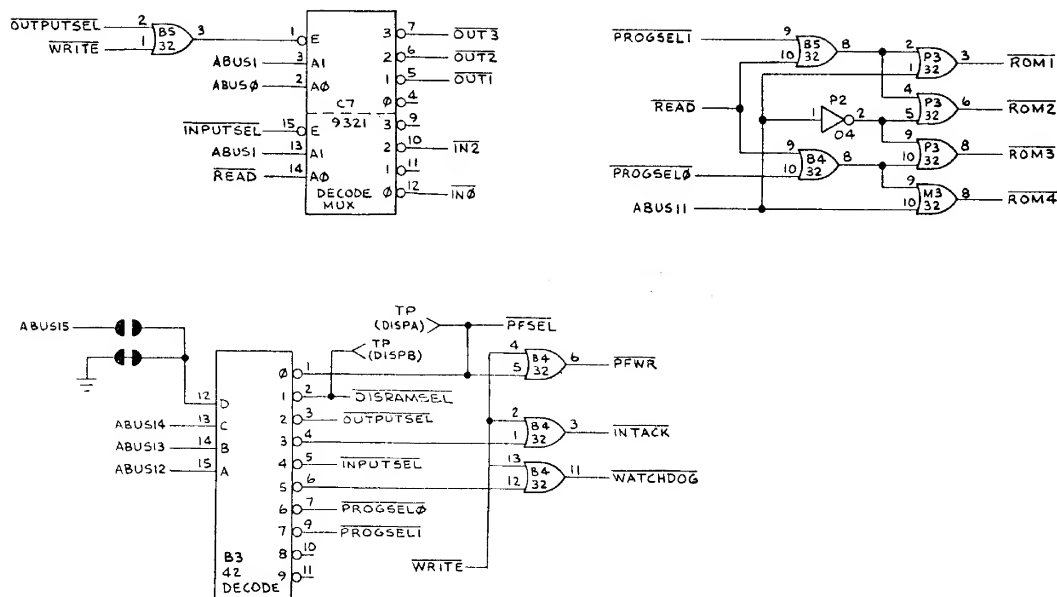 OUTPUTSEL 2
WRITE 1
B5
32
3
1 E
ABUS1 3 A1
ABUSØ 2 AØ
INPUTSEL 15 E
ABUS1 13 A1
READ 14 AØ
C7
9321
DECODE
MUX
3 7 OUT3
2 6 OUT2
1 5 OUT1
Ø 4
3 9
2 10 IN2
1 11
Ø 12 INØ
PROGSEL1 9
10
B5
32
8
READ
9
PROGSELØ 10
B4
32
8
ABUS11
1 P2 2
04
2
1
P3
32
3 ROM1
4
5
P3
32
6 ROM2
9
10
P3
32
8 ROM3
9
10
M3
32
8 ROM4
ABUS15
12 D
ABUS14 13 C
ABUS13 14 B
ABUS12 15 A
B3
42
DECODE
TP
(DISPA)
PFSEL
TP
(DISPB)
Ø 1
1 2 DISRAMSEL
2 3 OUTPUTSEL
3 4
4 5 INPUTSEL
5 6
6 7 PROGSELØ
7 9 PROGSEL1
8 10
9 11
WRITE
4
5
B4
32
6 PFWR
2
1
B4
32
3 INTACK
13
12
B4
32
11 WATCHDOG